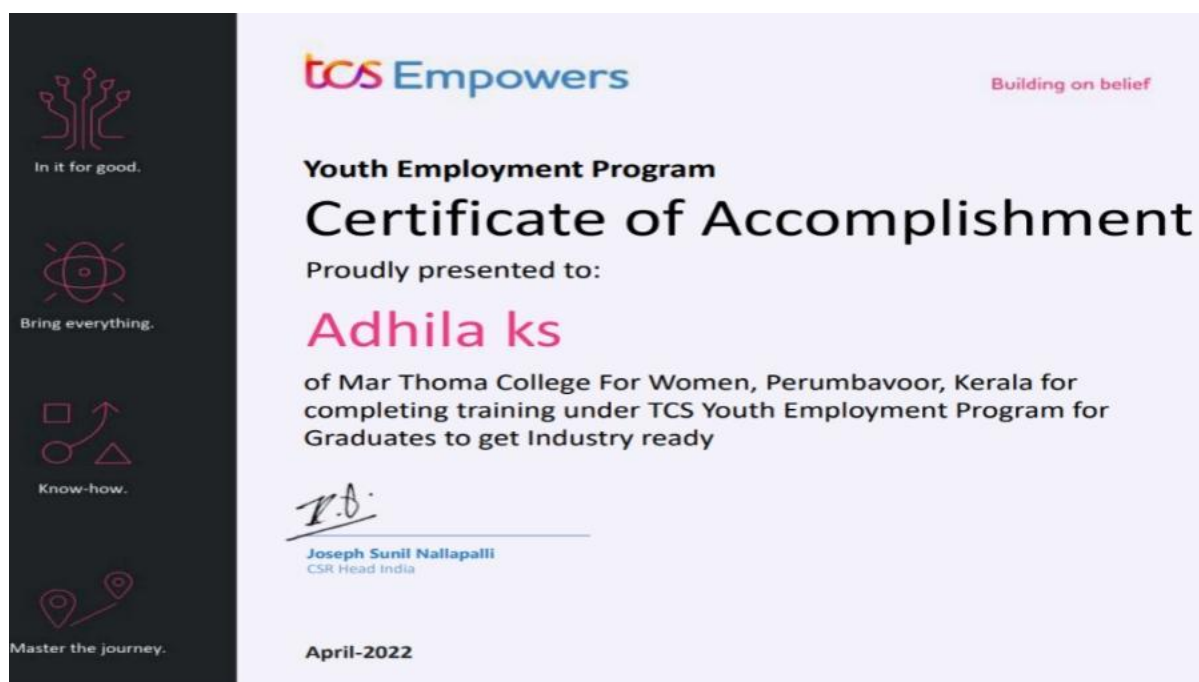 In it for good.
Bring everything.
Know-how.
Master the journey.
tcs Empowers
Building on belief
Youth Employment Program
Certificate of Accomplishment
Proudly presented to:
Adhila ks
of Mar Thoma College For Women, Perumbavoor, Kerala for
completing training under TCS Youth Employment Program for
Graduates to get Industry ready
Joseph Sunil Nallapalli
CSR Head India
April-2022